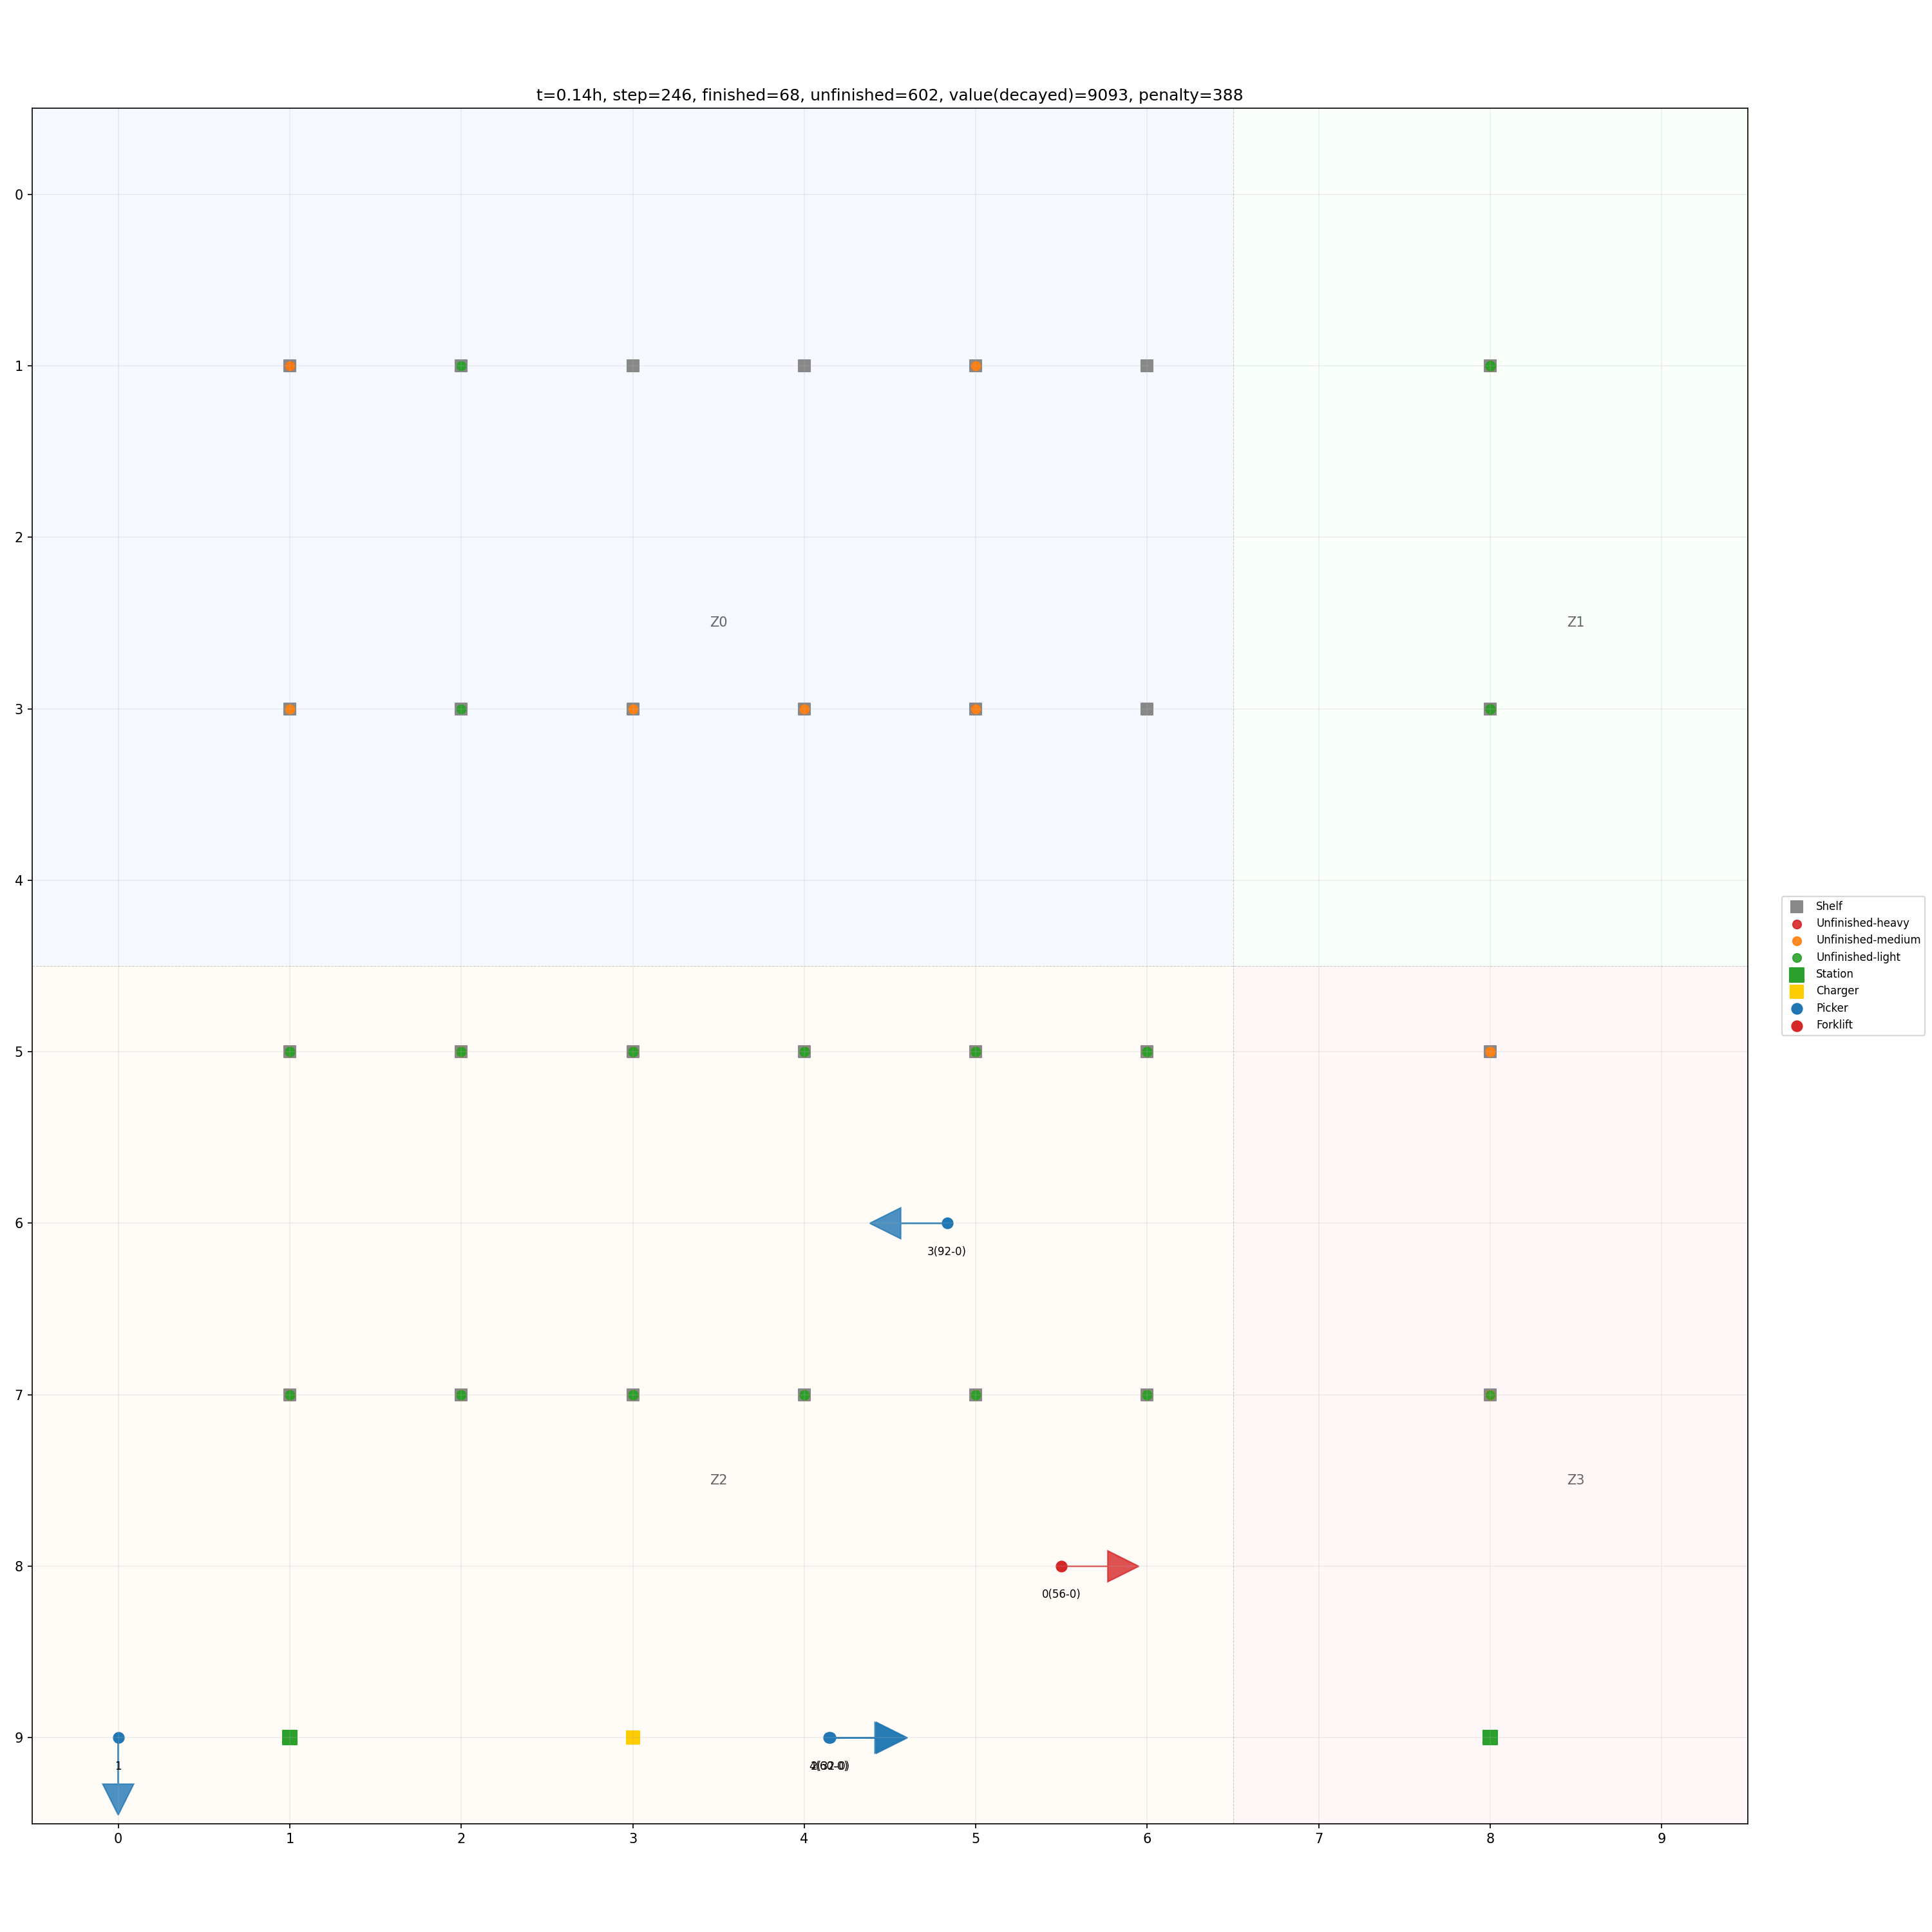 t=0.14h, step=246, finished=68, unfinished=602, value(decayed)=9093, penalty=388
0
1
2
Z0
Z1
3
4
Shelf
Unfinished-heavy
Unfinished-medium
Unfinished-light
Station
Charger
Picker
Forklift
5
6
3(92-0)
7
Z2
Z3
8
0(56-0)
9
1
0
1
2
3
4
5
6
7
8
9